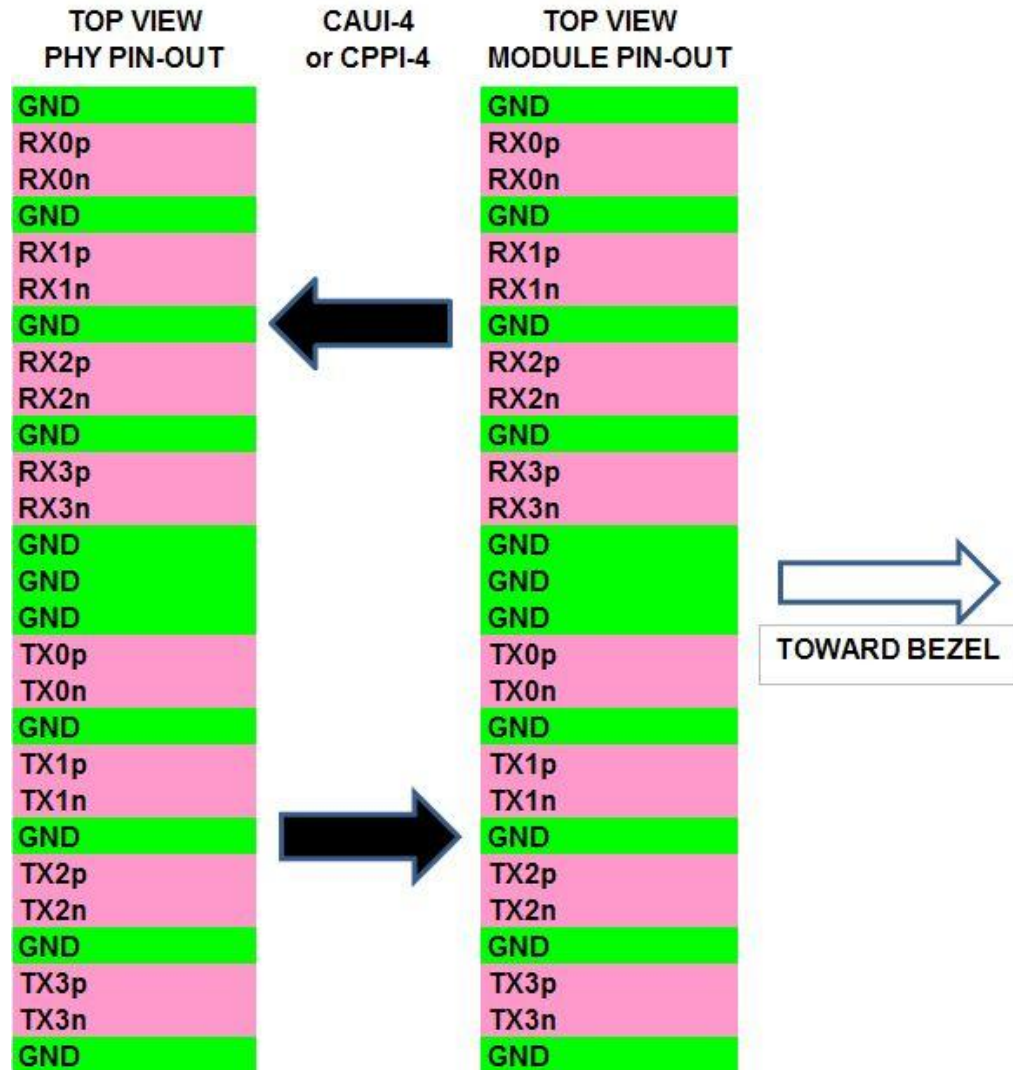 TOP VIEW
PHY PIN-OUT
CAUI-4
or CPPI-4
TOP VIEW
MODULE PIN-OUT
GND
RX0p
RX0n
GND
RX1p
RX1n
GND
RX2p
RX2n
GND
RX3p
RX3n
GND
GND
GND
TX0p
TX0n
GND
TX1p
TX1n
GND
TX2p
TX2n
GND
TX3p
TX3n
GND
GND
RX0p
RX0n
GND
RX1p
RX1n
GND
RX2p
RX2n
GND
RX3p
RX3n
GND
GND
GND
TX0p
TX0n
GND
TX1p
TX1n
GND
TX2p
TX2n
GND
TX3p
TX3n
GND
TOWARD BEZEL